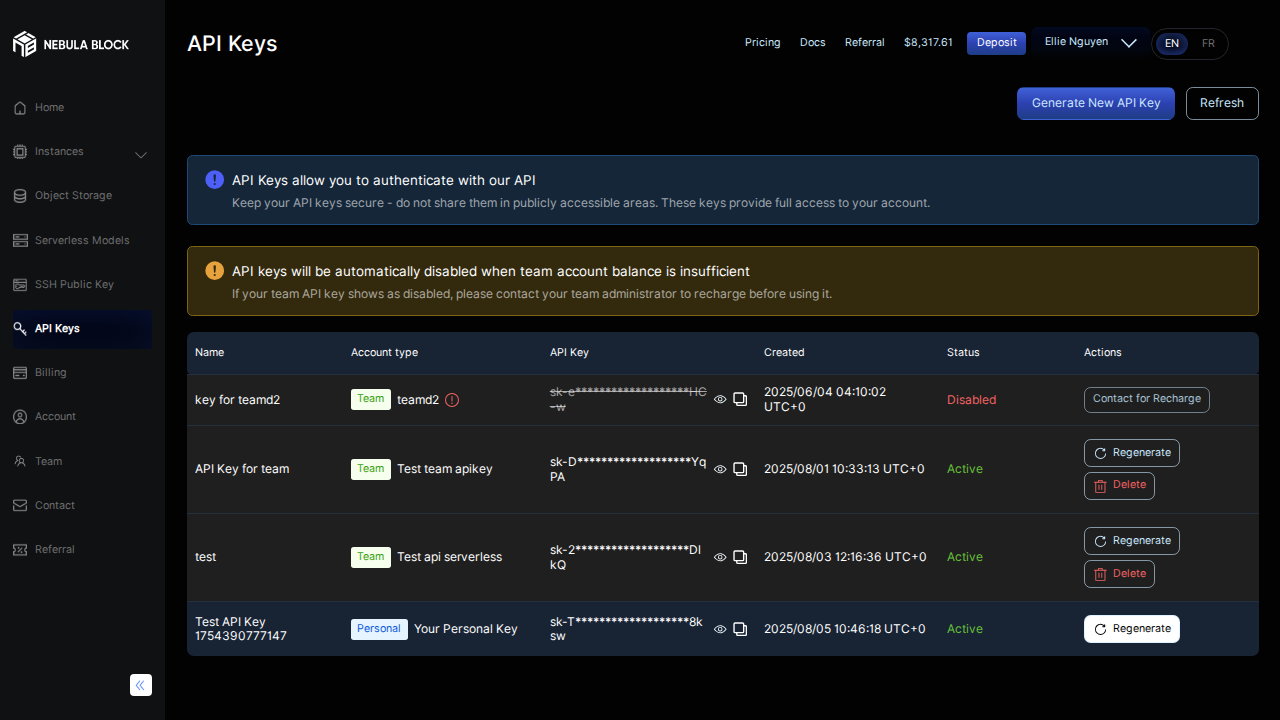 NEBULA BLOCK
API Keys
Pricing
Docs
Referral
$8,317.61
Deposit
Ellie Nguyen
EN
FR
Home
Instances
Object Storage
Serverless Models
SSH Public Key
API Keys
Billing
Account
Team
Contact
Referral
Generate New API Key
Refresh
API Keys allow you to authenticate with our API
Keep your API keys secure - do not share them in publicly accessible areas. These keys provide full access to your account.
API keys will be automatically disabled when team account balance is insufficient
If your team API key shows as disabled, please contact your team administrator to recharge before using it.
Name
Account type
API Key
Created
Status
Actions
key for teamd2
Team
teamd2
sk-e*******************HC
-w
2025/06/04 04:10:02
UTC+0
Disabled
Contact for Recharge
API Key for team
Team
Test team apikey
sk-D*******************Yq
PA
2025/08/01 10:33:13 UTC+0
Active
Regenerate
Delete
test
Team
Test api serverless
sk-2*******************DI
kQ
2025/08/03 12:16:36 UTC+0
Active
Regenerate
Delete
Test API Key
1754390777147
Personal
Your Personal Key
sk-T*******************8k
sw
2025/08/05 10:46:18 UTC+0
Active
Regenerate